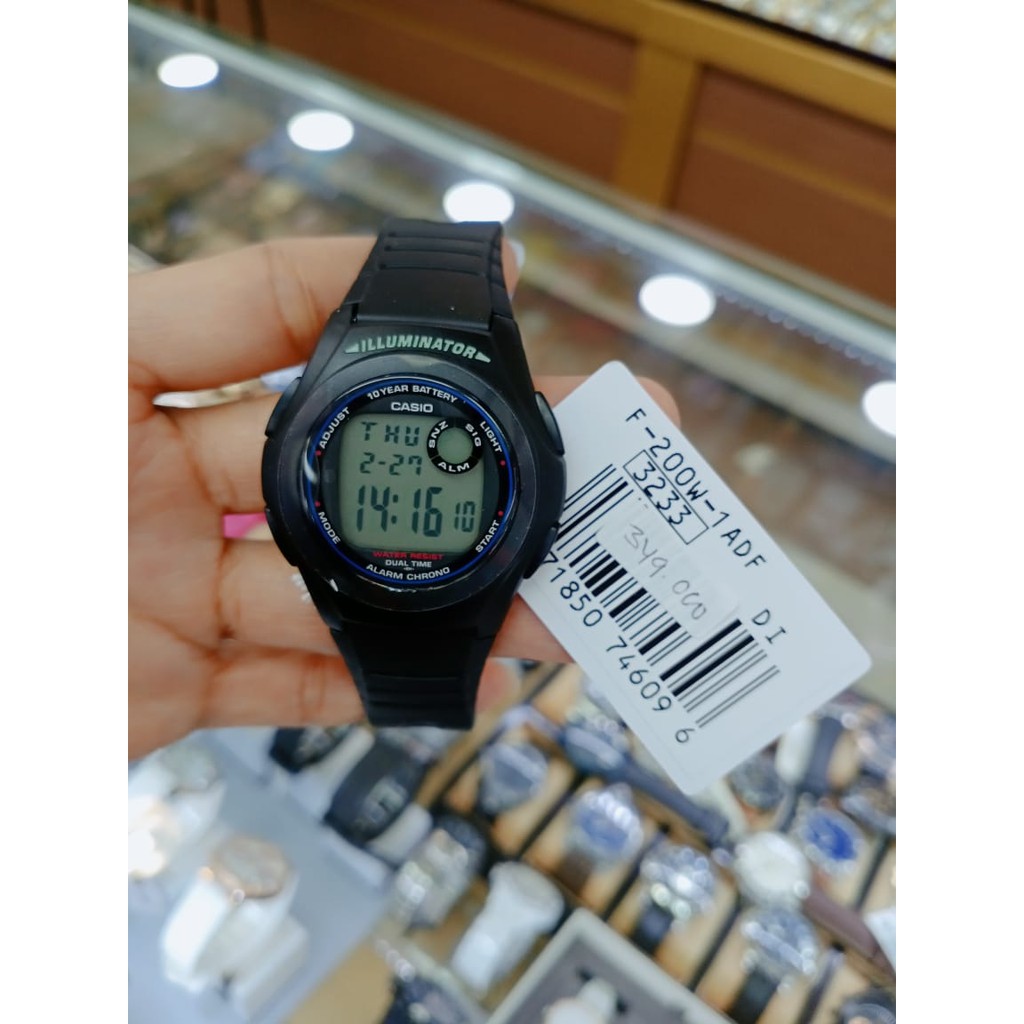 ILLUMINATOR
10 YEAR BATTERY
CASIO
ADJUST
LIGHT
THU
SNZ
SIG
ALM
2-27
14:16 10
MODE
START
WATER RESIST
DUAL TIME
ALARM CHRONO
F-200W-1ADF
3233
DI
349.000
71850 74609 6